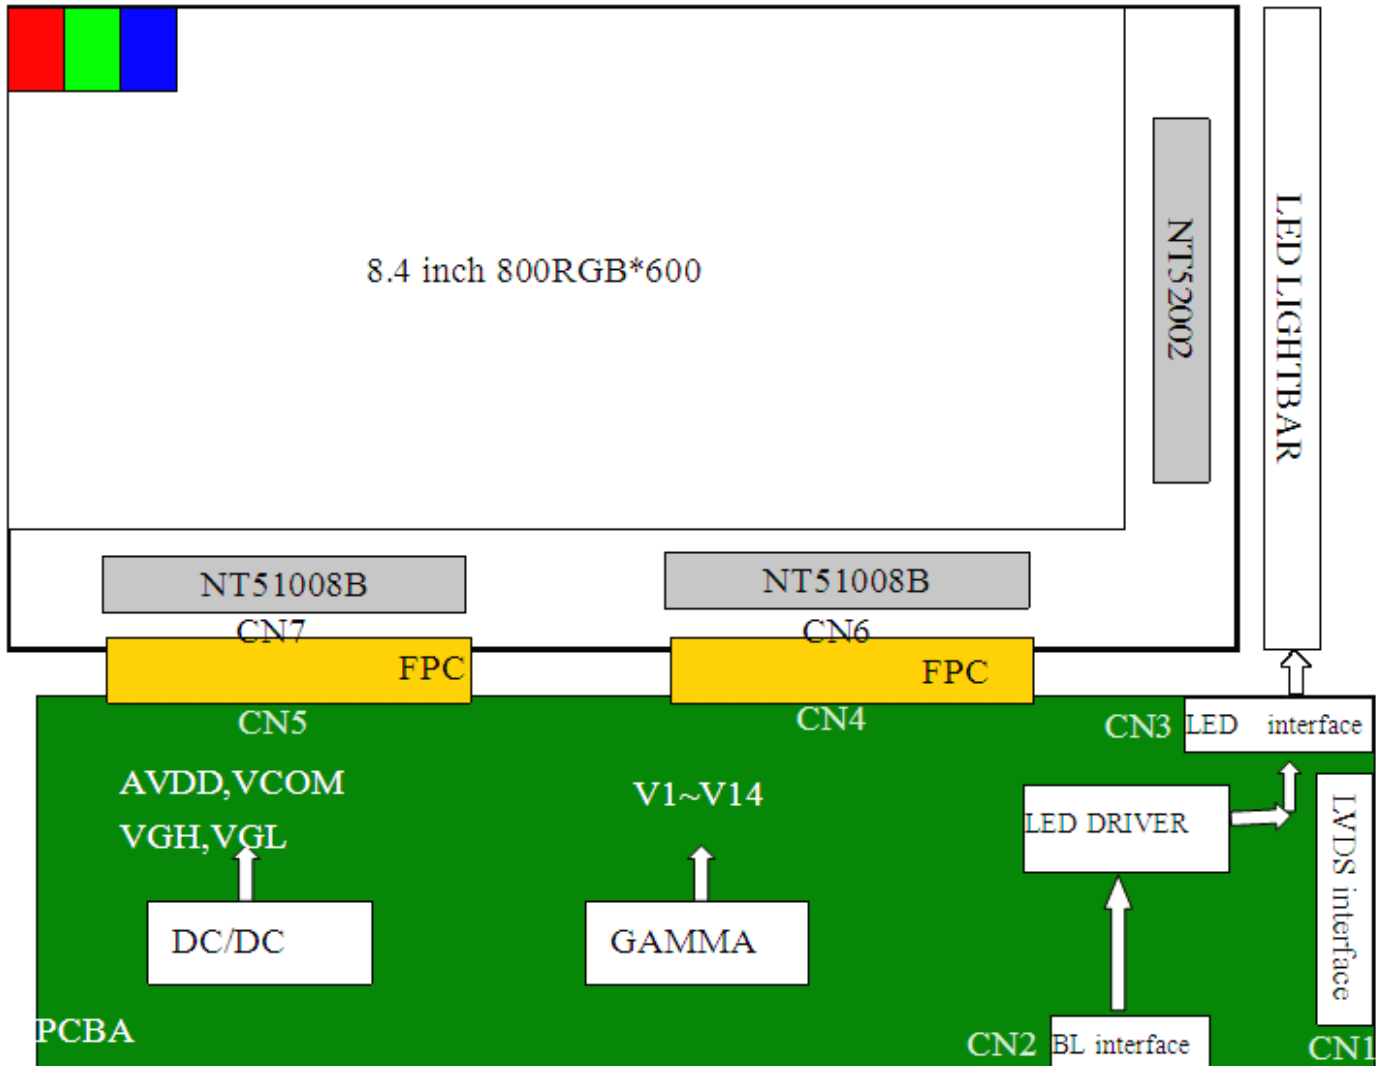 8.4 inch 800RGB*600
NT52002
LED LIGHTBAR
NT51008B
NT51008B
CN7
CN6
FPC
FPC
CN5
CN4
CN3
LED interface
AVDD,VCOM
VGH,VGL
V1~V14
LED DRIVER
LVDS interface
DC/DC
GAMMA
PCBA
CN2
BL interface
CN1